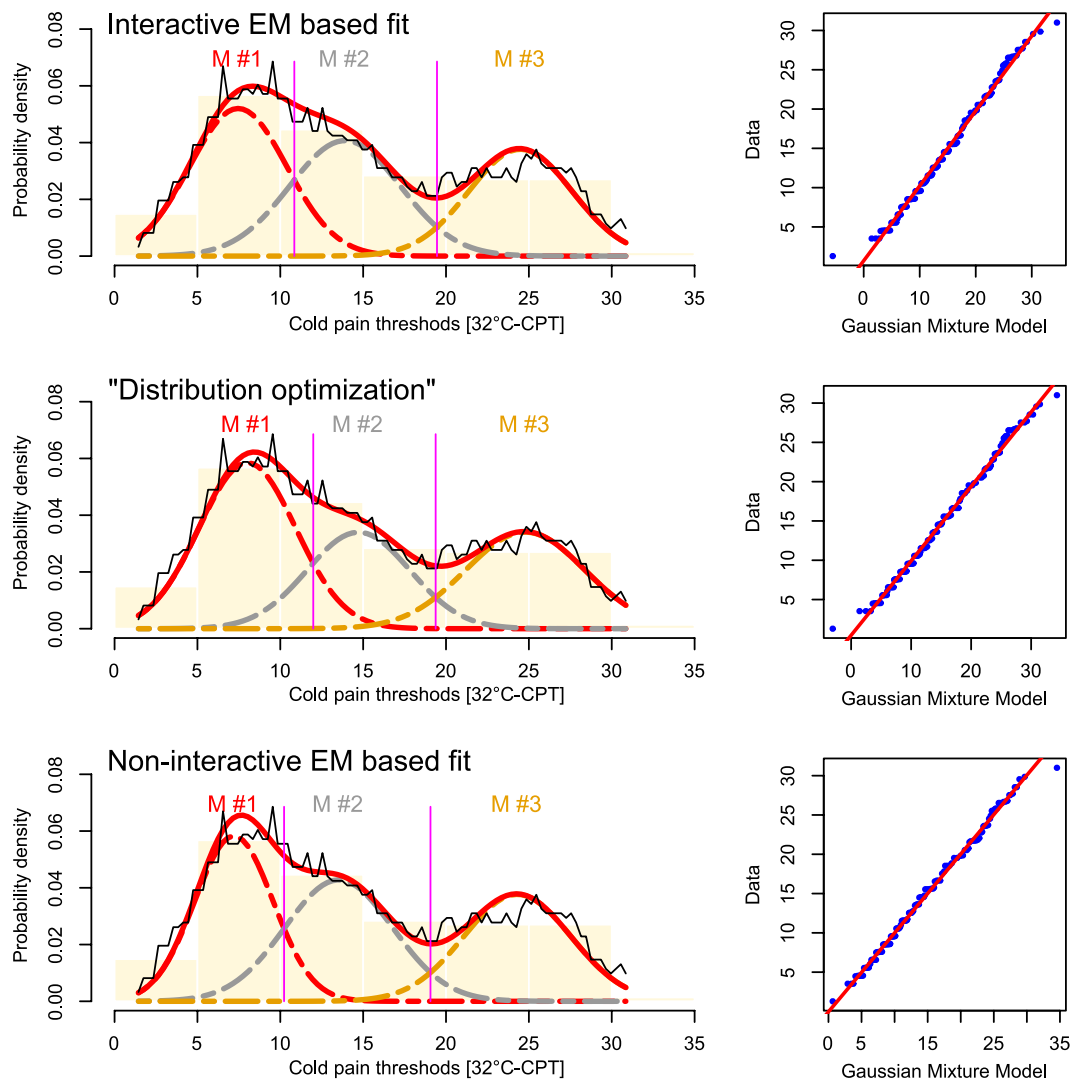 Interactive EM based fit
M #1 M #2 M #3
Probability density
0.00 0.02 0.04 0.06 0.08
0 5 10 15 20 25 30 35
Cold pain threshods [32°C-CPT]
Data
5 10 15 20 25 30
0 5 10 20 30
Gaussian Mixture Model
"Distribution optimization"
M #1 M #2 M #3
Probability density
0.00 0.02 0.04 0.06 0.08
0 5 10 15 20 25 30 35
Cold pain threshods [32°C-CPT]
Data
5 10 15 20 25 30
0 5 10 20 30
Gaussian Mixture Model
Non-interactive EM based fit
M #1 M #2 M #3
Probability density
0.00 0.02 0.04 0.06 0.08
0 5 10 15 20 25 30 35
Cold pain threshods [32°C-CPT]
Data
5 10 15 20 25 30
0 5 15 25 35
Gaussian Mixture Model